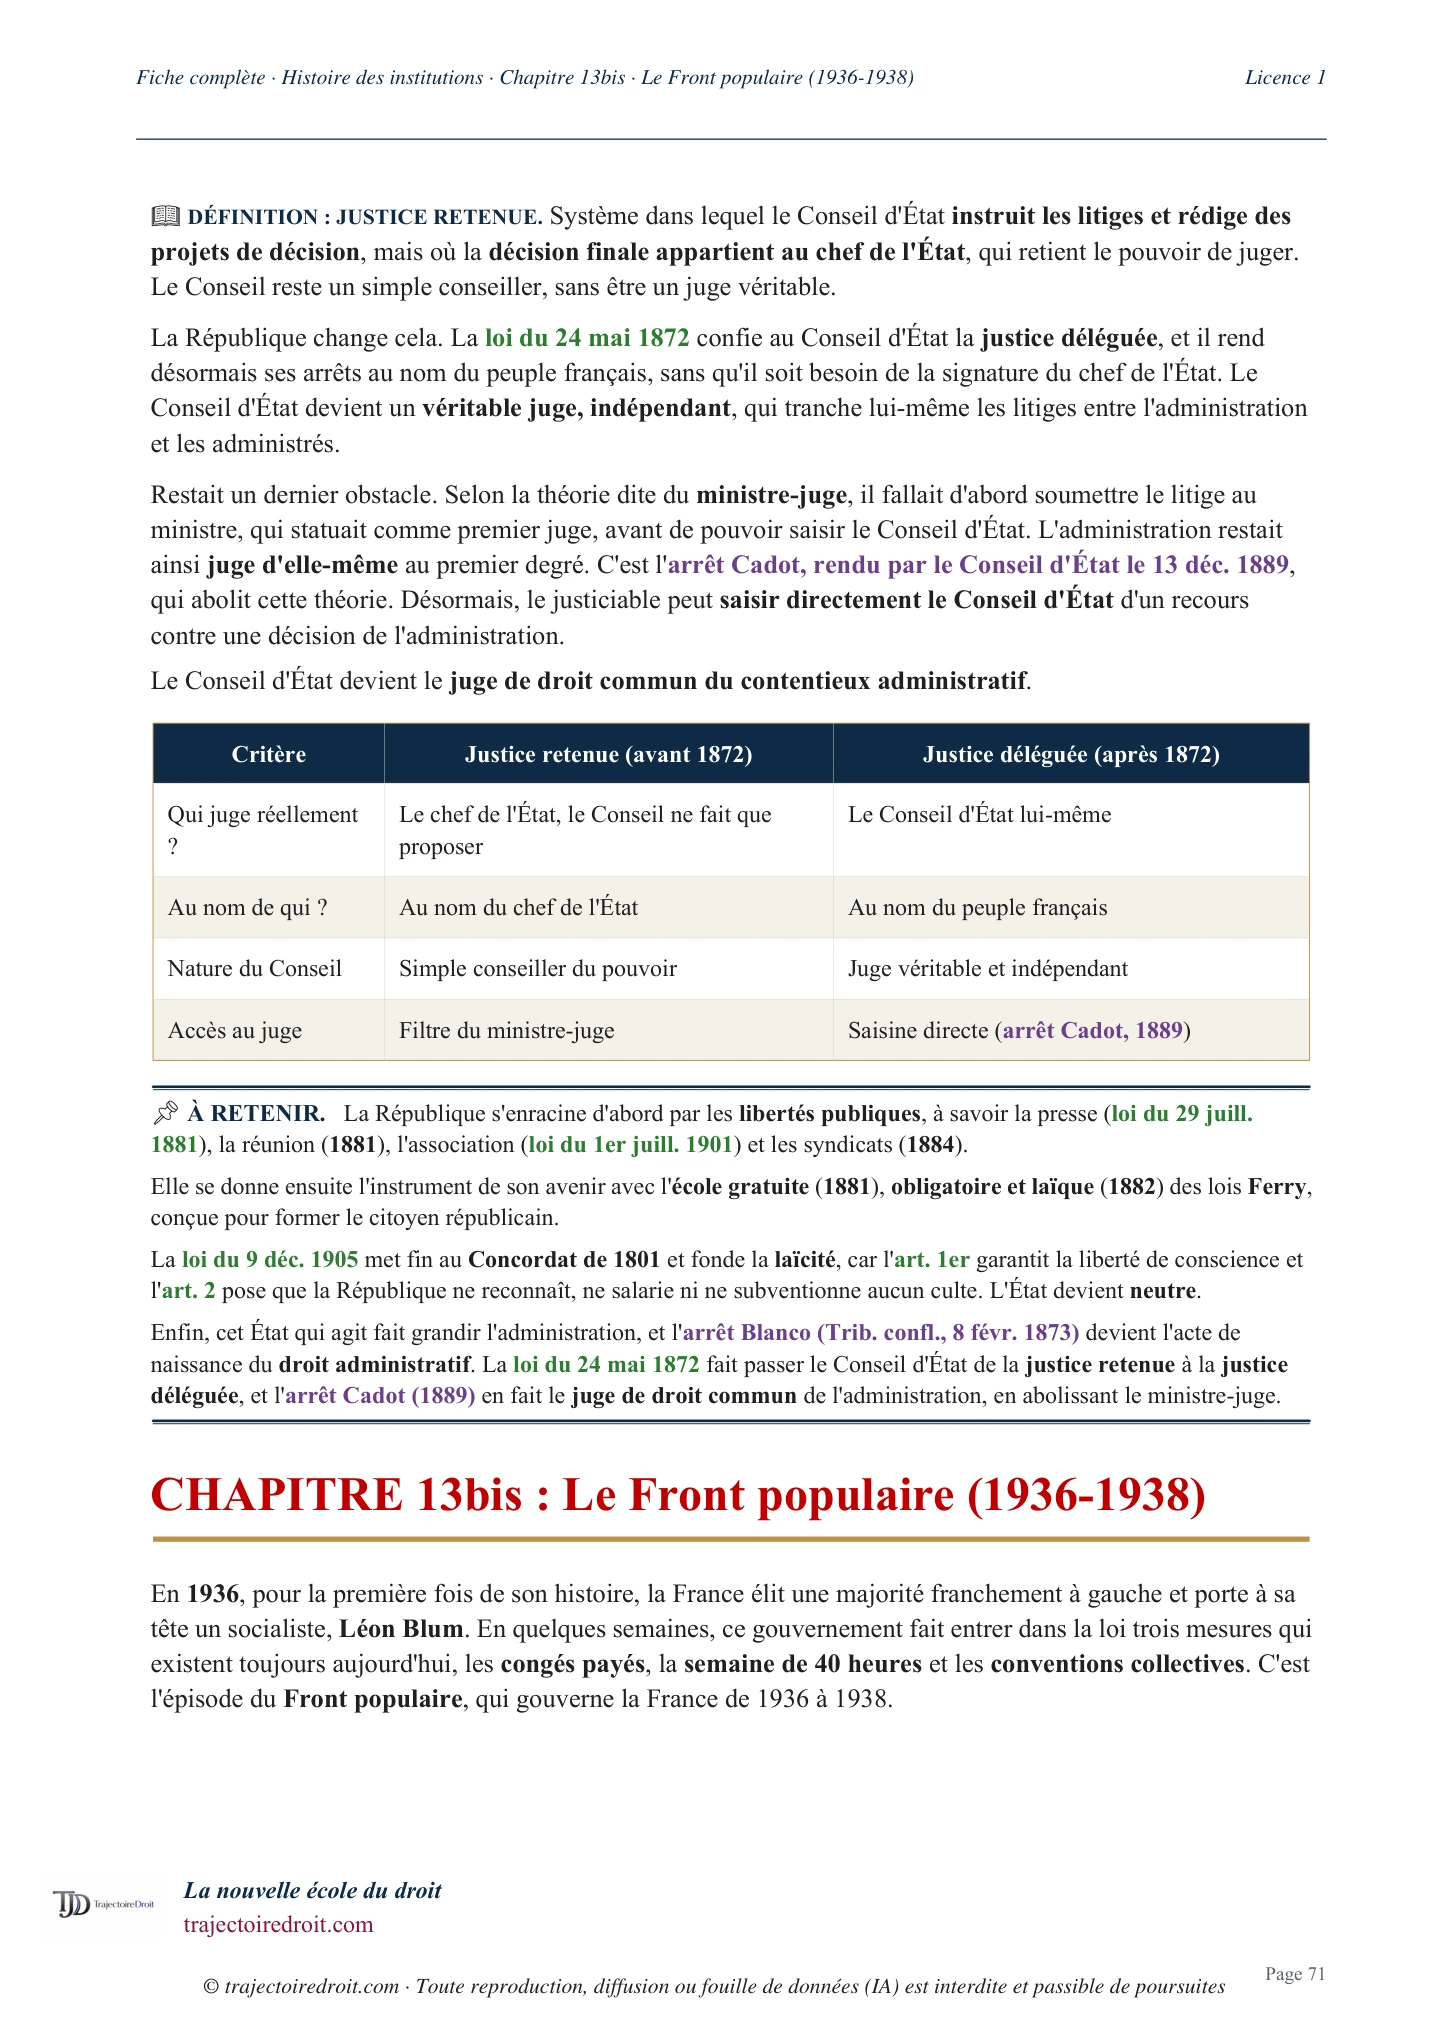 Fiche complète · Histoire des institutions · Chapitre 13bis · Le Front populaire (1936-1938) Licence 1
DÉFINITION : JUSTICE RETENUE. Système dans lequel le Conseil d'État instruit les litiges et rédige des
projets de décision, mais où la décision finale appartient au chef de l'État, qui retient le pouvoir de juger.
Le Conseil reste un simple conseiller, sans être un juge véritable.
La République change cela. La loi du 24 mai 1872 confie au Conseil d'État la justice déléguée, et il rend
désormais ses arrêts au nom du peuple français, sans qu'il soit besoin de la signature du chef de l'État. Le
Conseil d'État devient un véritable juge, indépendant, qui tranche lui-même les litiges entre l'administration
et les administrés.
Restait un dernier obstacle. Selon la théorie dite du ministre-juge, il fallait d'abord soumettre le litige au
ministre, qui statuait comme premier juge, avant de pouvoir saisir le Conseil d'État. L'administration restait
ainsi juge d'elle-même au premier degré. C'est l'arrêt Cadot, rendu par le Conseil d'État le 13 déc. 1889,
qui abolit cette théorie. Désormais, le justiciable peut saisir directement le Conseil d'État d'un recours
contre une décision de l'administration.
Le Conseil d'État devient le juge de droit commun du contentieux administratif.
Critère Justice retenue (avant 1872) Justice déléguée (après 1872)
Qui juge réellement Le chef de l'État, le Conseil ne fait que Le Conseil d'État lui-même
? proposer
Au nom de qui ? Au nom du chef de l'État Au nom du peuple français
Nature du Conseil Simple conseiller du pouvoir Juge véritable et indépendant
Accès au juge Filtre du ministre-juge Saisine directe (arrêt Cadot, 1889)
À RETENIR. La République s'enracine d'abord par les libertés publiques, à savoir la presse (loi du 29 juill.
1881), la réunion (1881), l'association (loi du 1er juill. 1901) et les syndicats (1884).
Elle se donne ensuite l'instrument de son avenir avec l'école gratuite (1881), obligatoire et laïque (1882) des lois Ferry,
conçue pour former le citoyen républicain.
La loi du 9 déc. 1905 met fin au Concordat de 1801 et fonde la laïcité, car l'art. 1er garantit la liberté de conscience et
l'art. 2 pose que la République ne reconnaît, ne salarie ni ne subventionne aucun culte. L'État devient neutre.
Enfin, cet État qui agit fait grandir l'administration, et l'arrêt Blanco (Trib. confl., 8 févr. 1873) devient l'acte de
naissance du droit administratif. La loi du 24 mai 1872 fait passer le Conseil d'État de la justice retenue à la justice
déléguée, et l'arrêt Cadot (1889) en fait le juge de droit commun de l'administration, en abolissant le ministre-juge.
CHAPITRE 13bis : Le Front populaire (1936-1938)
En 1936, pour la première fois de son histoire, la France élit une majorité franchement à gauche et porte à sa
tête un socialiste, Léon Blum. En quelques semaines, ce gouvernement fait entrer dans la loi trois mesures qui
existent toujours aujourd'hui, les congés payés, la semaine de 40 heures et les conventions collectives. C'est
l'épisode du Front populaire, qui gouverne la France de 1936 à 1938.
La nouvelle école du droit
TJD TrajectoireDroit
trajectoiredroit.com
© trajectoiredroit.com · Toute reproduction, diffusion ou fouille de données (IA) est interdite et passible de poursuites
Page 71